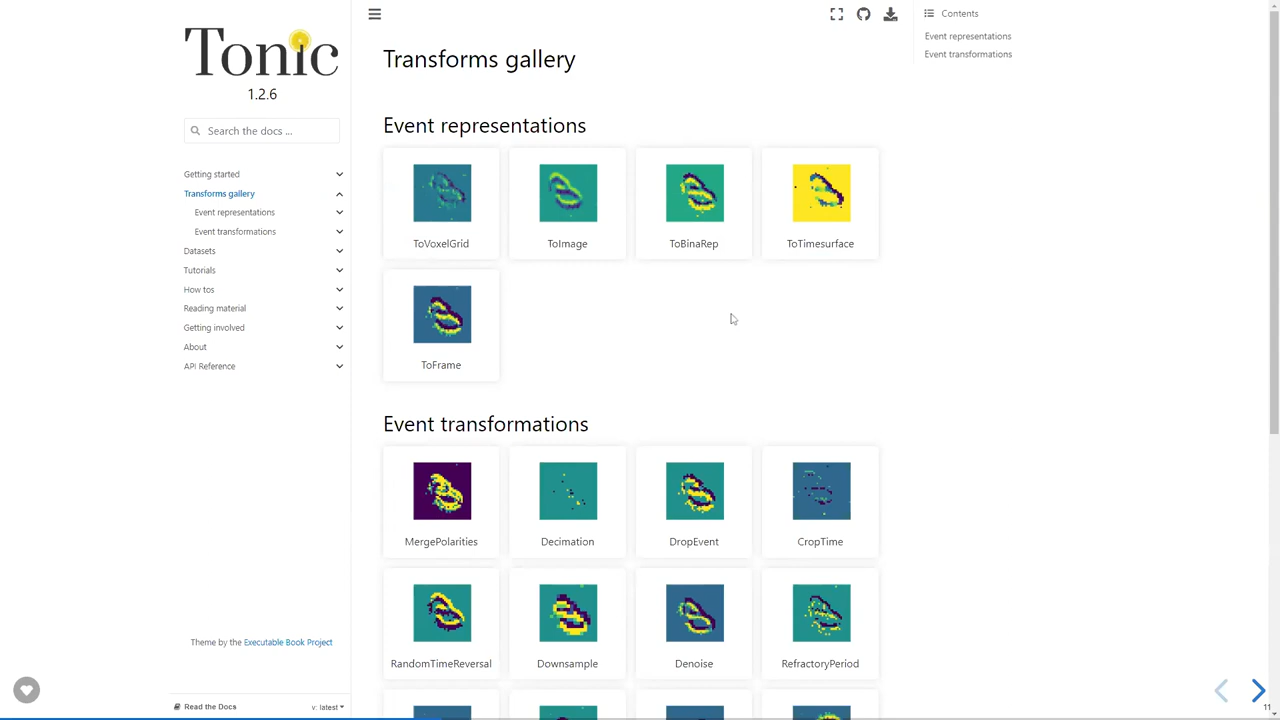 Tonic
1.2.6
Search the docs ...
Getting started
Transforms gallery
Event representations
Event transformations
Datasets
Tutorials
How tos
Reading material
Getting involved
About
API Reference
Theme by the Executable Book Project
Read the Docs
v: latest
Transforms gallery
Event representations
ToVoxelGrid
ToImage
ToBinaRep
ToTimesurface
ToFrame
Event transformations
MergePolarities
Decimation
DropEvent
CropTime
RandomTimeReversal
Downsample
Denoise
RefractoryPeriod
Contents
Event representations
Event transformations
11